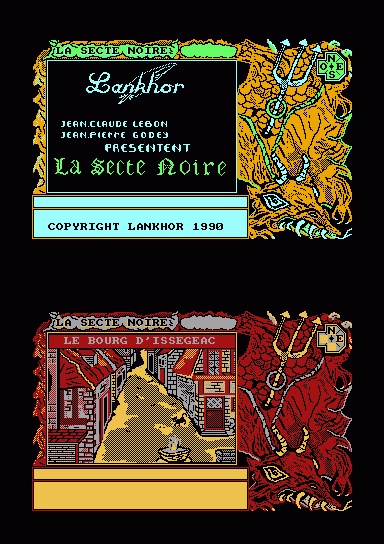 LA SECTE NOIRE
N
O E
S
Lankhor
JEAN.CLAUDE LEBON
JEAN.PIERRE GODEY
PRESENTENT
La Secte Noire
COPYRIGHT LANKHOR 1990
LA SECTE NOIRE
N
E
LE BOURG D'ISSEGEAC